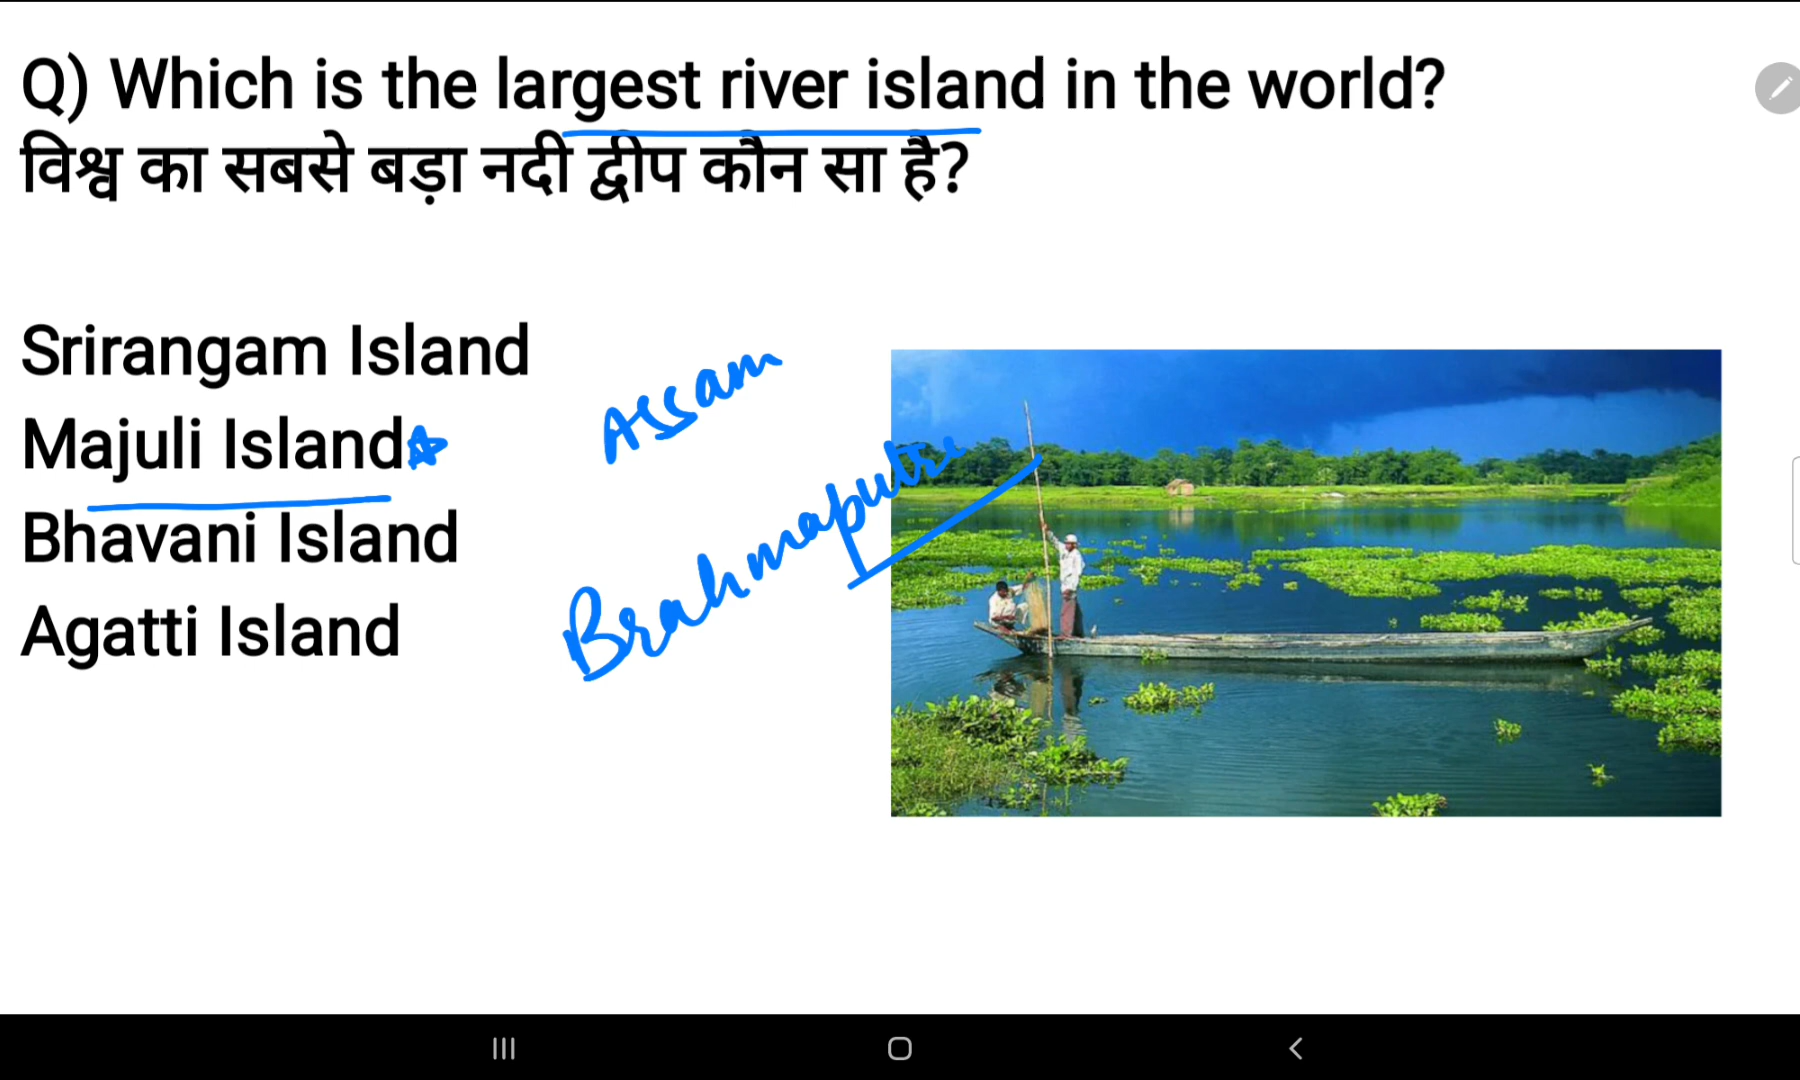 Q) Which is the largest river island in the world?
विश्व का सबसे बड़ा नदी द्वीप कौन सा है?
Srirangam Island
Majuli Island
Bhavani Island
Agatti Island
Assam
Brahmaputra